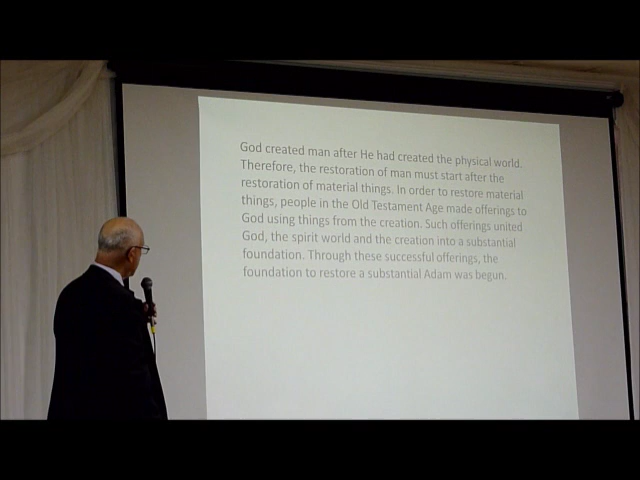 God created man after He had created the physical world.
Therefore, the restoration of man must start after the
restoration of material things. In order to restore material
things, people in the Old Testament Age made offerings to
God using things from the creation. Such offerings united
God, the spirit world and the creation into a substantial
foundation. Through these successful offerings, the
foundation to restore a substantial Adam was begun.